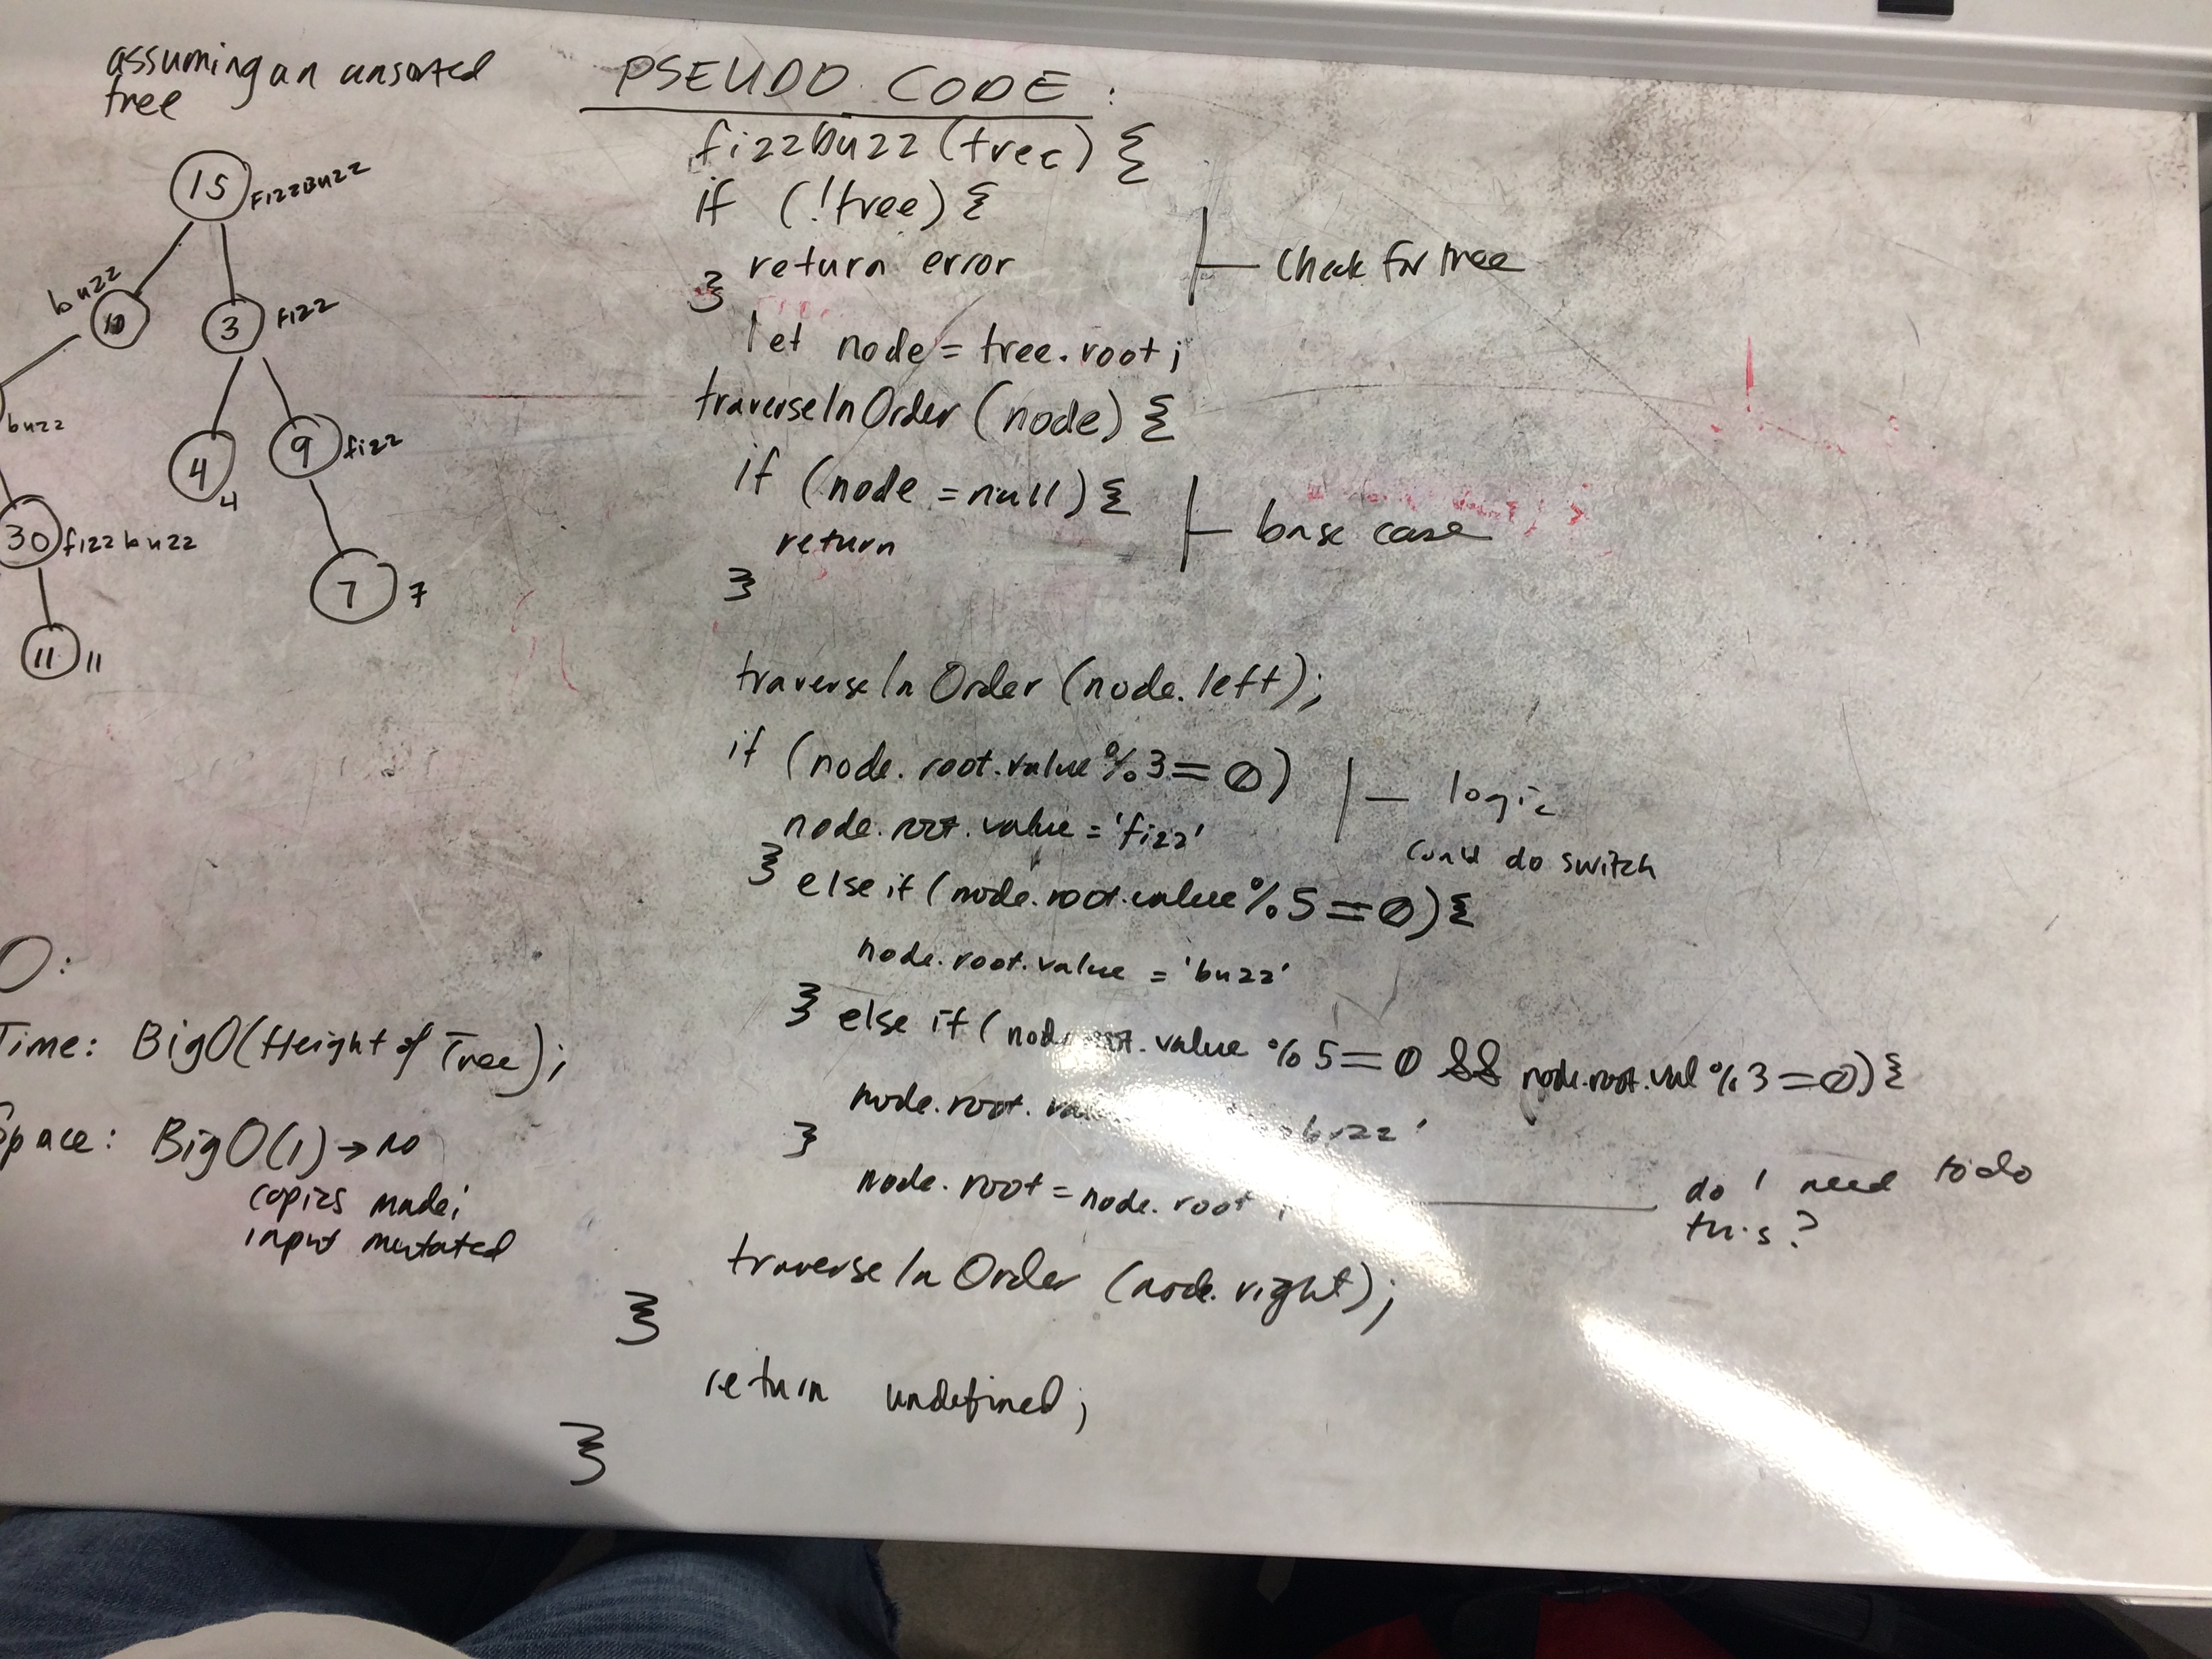 assuming an unsorted
tree
15 FizzBuzz
buzz 10
3 Fizz
buzz
4 4
9 fizz
30 fizzbuzz
7 7
11 11
O:
Time: BigO(Height of Tree);
Space: BigO(1) → no
copies made;
input mutated
PSEUDO CODE:
fizzbuzz(tree) {
if (!tree) {
return error
} — check for tree
let node = tree.root;
traverseInOrder(node) {
if (node = null) {
return — base case
}
traverseInOrder(node.left);
if (node.root.value % 3 == 0)
node.root.value = 'fizz' — logic
could do switch
} else if (node.root.value % 5 == 0) {
node.root.value = 'buzz'
} else if (node.root.value % 5 == 0 && node.root.val % 3 == 0) {
node.root. buzz'
}
node.root = node.root — do I need to do
this?
traverseInOrder(node.right);
}
return undefined;
}